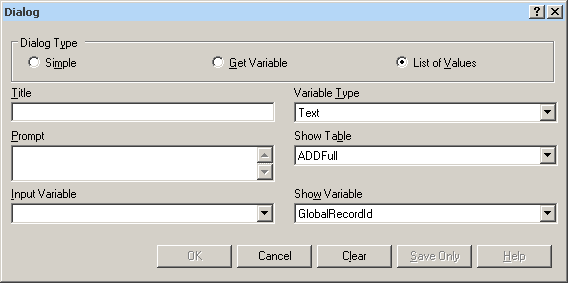 Dialog
Dialog Type
Simple
Get Variable
List of Values
Title
Variable Type
Text
Prompt
Show Table
ADDFull
Input Variable
Show Variable
GlobalRecordId
OK
Cancel
Clear
Save Only
Help